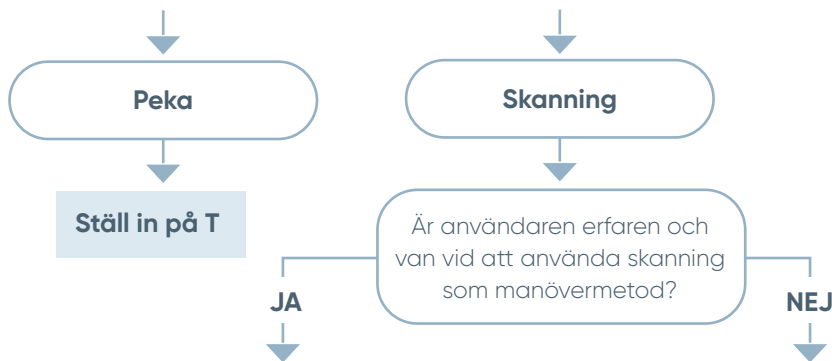 Peka
Skanning
Ställ in på T
Är användaren erfaren och
van vid att använda skanning
som manövermetod?
JA
NEJ